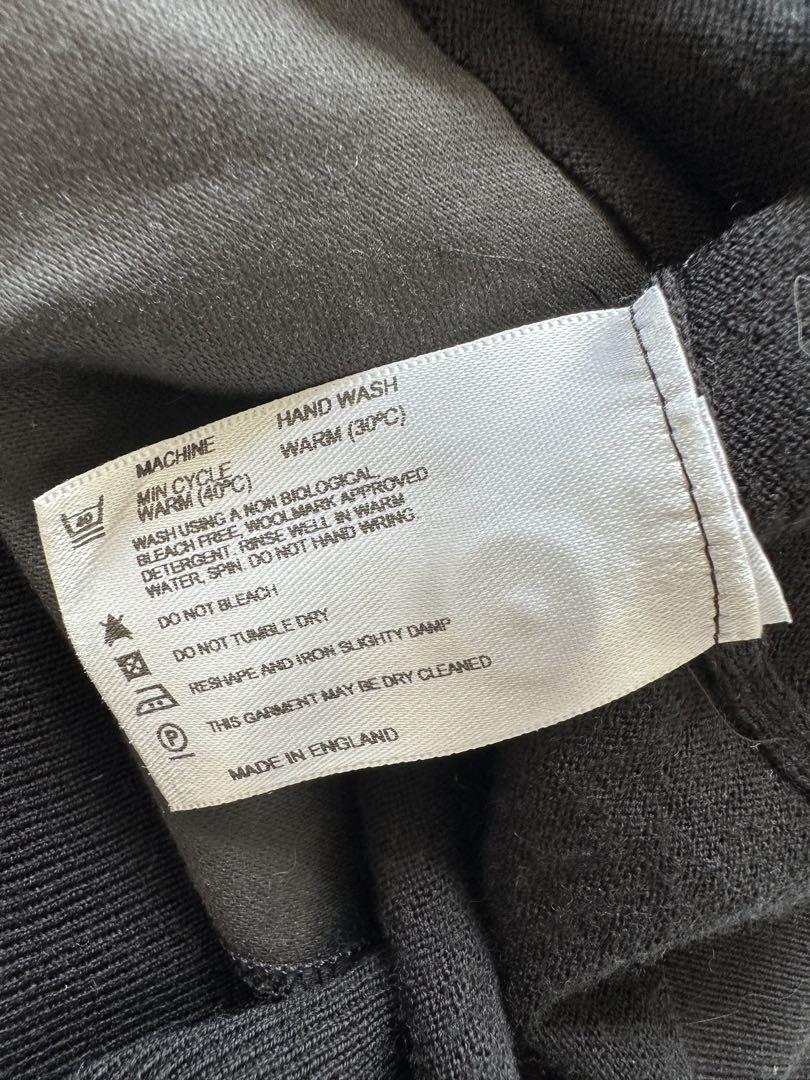 MACHINE HAND WASH
MIN CYCLE
WARM (40ºC) WARM (30ºC)
40
WASH USING A NON BIOLOGICAL,
BLEACH FREE, WOOLMARK APPROVED
DETERGENT, RINSE WELL IN WARM
WATER, SPIN, DO NOT HAND WRING
DO NOT BLEACH
DO NOT TUMBLE DRY
RESHAPE AND IRON SLIGHTY DAMP
P THIS GARMENT MAY BE DRY CLEANED
MADE IN ENGLAND